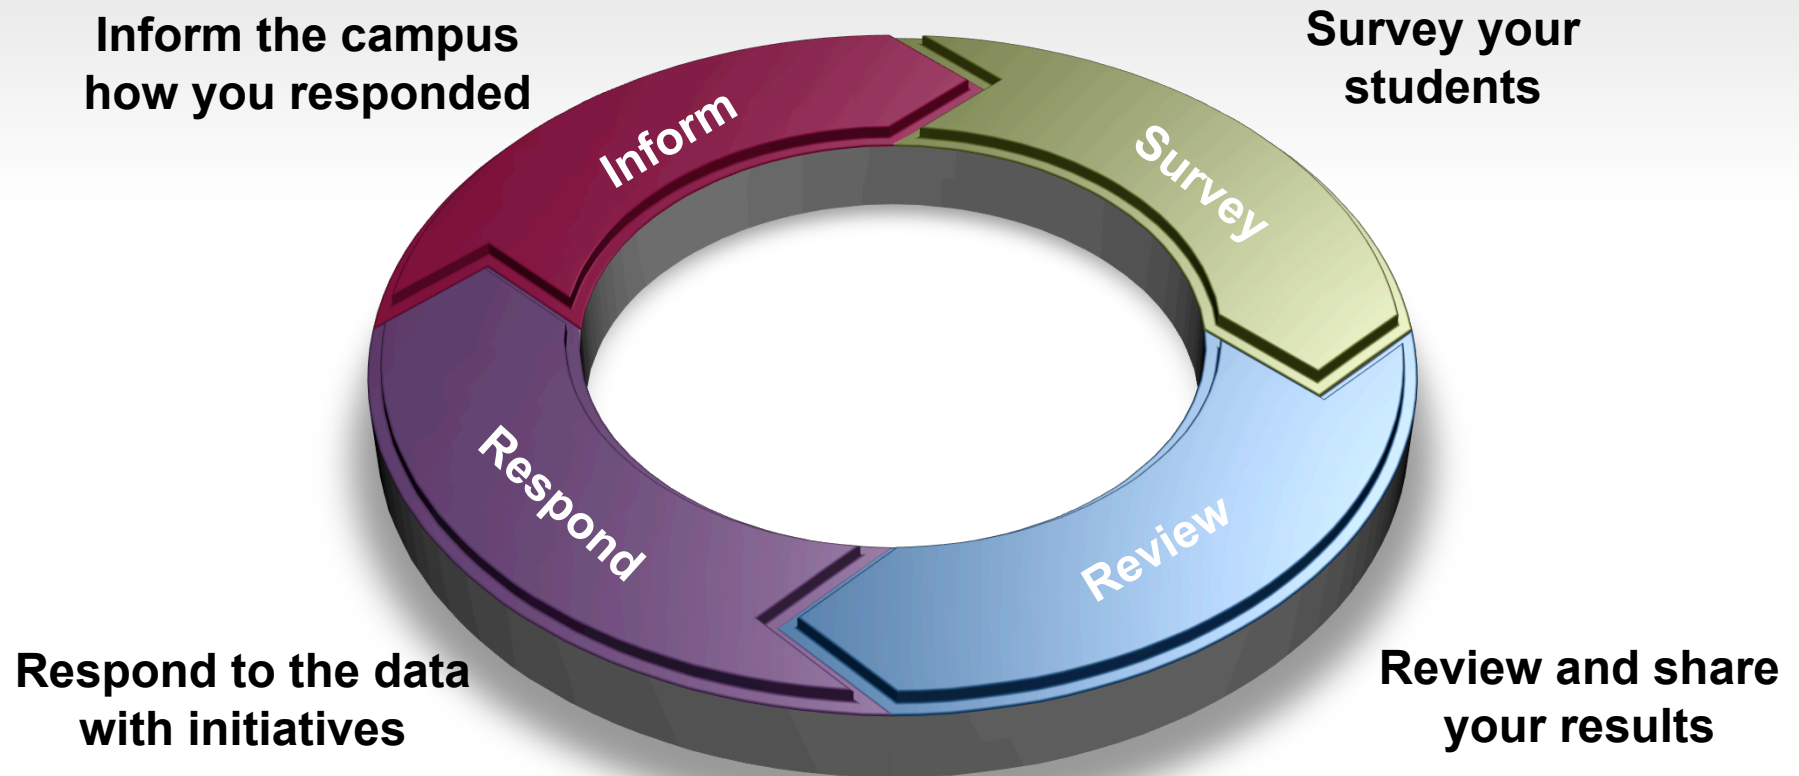 Inform the campus
how you responded
Survey your
students
Inform
Survey
Respond
Review
Respond to the data
with initiatives
Review and share
your results